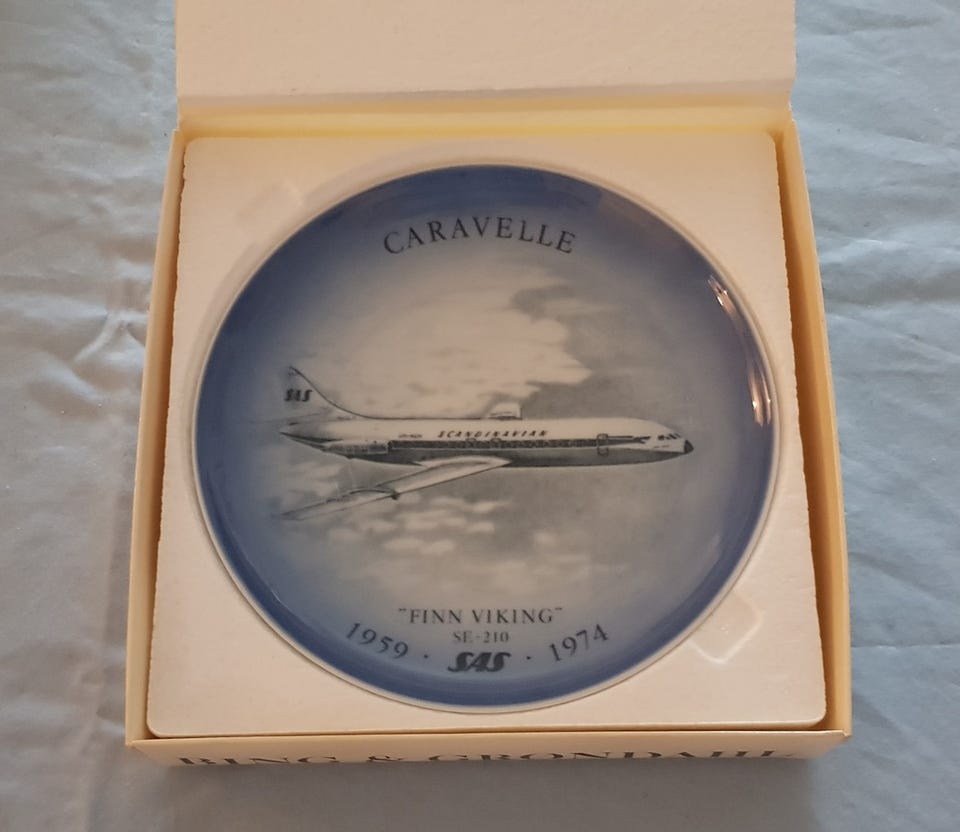 CARAVELLE
SAS
SCANDINAVIAN
"FINN VIKING"
SE-210
1959 · SAS · 1974
BING & GRONDAHL